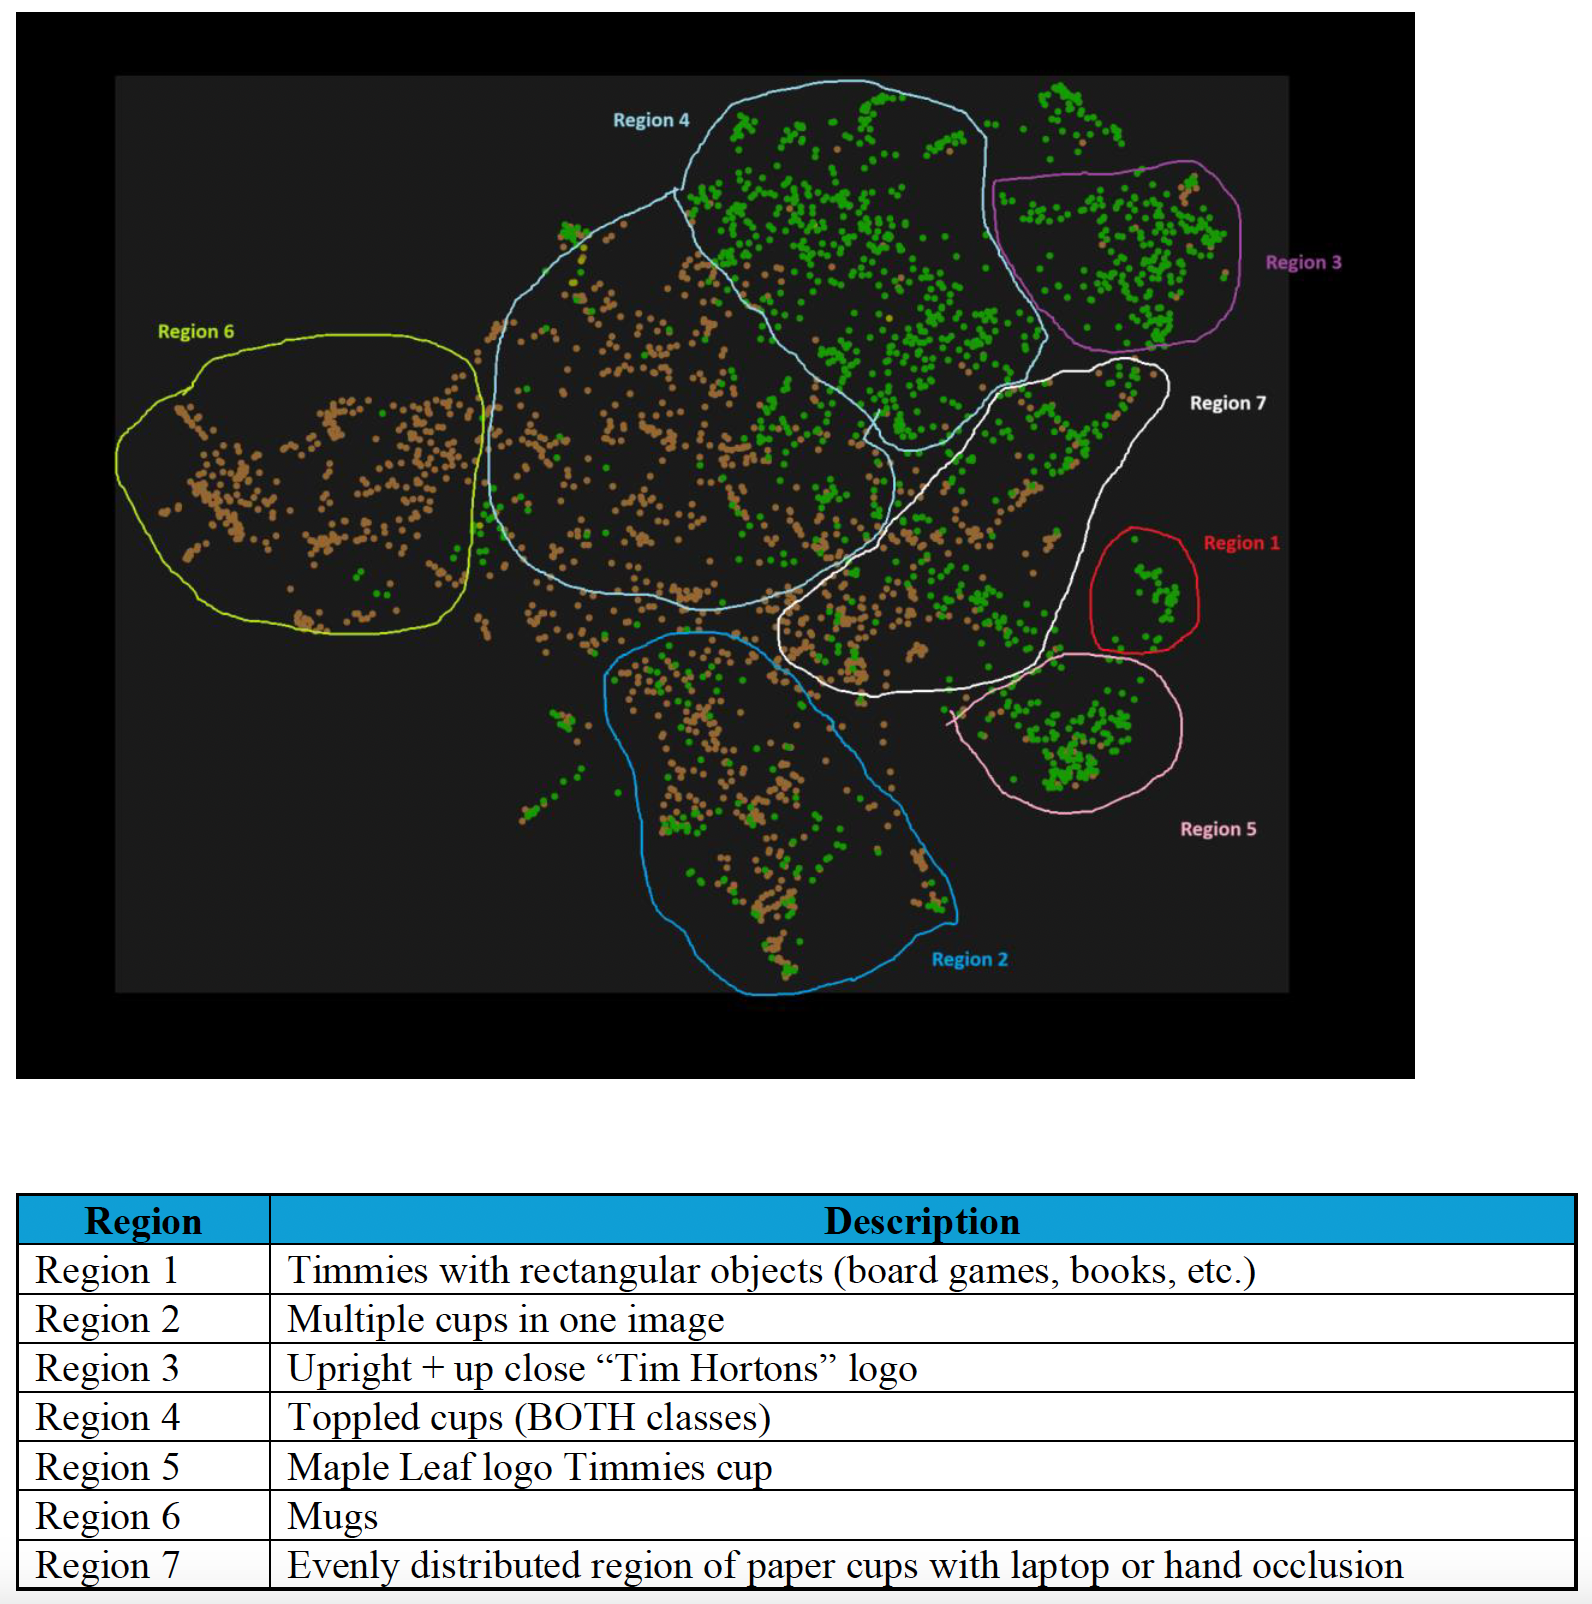 Region 4
Region 3
Region 6
Region 7
Region 1
Region 5
Region 2
Region Description
Region 1 Timmies with rectangular objects (board games, books, etc.)
Region 2 Multiple cups in one image
Region 3 Upright + up close “Tim Hortons” logo
Region 4 Toppled cups (BOTH classes)
Region 5 Maple Leaf logo Timmies cup
Region 6 Mugs
Region 7 Evenly distributed region of paper cups with laptop or hand occlusion